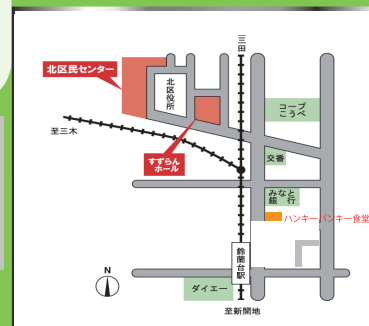 三田
北区民センター
北区役所
コープ
こうべ
至三木
すずらん
ホール
交番
みなと
銀行
ハンキーパンキー食堂
鈴蘭台駅
N
ダイエー
至新開地